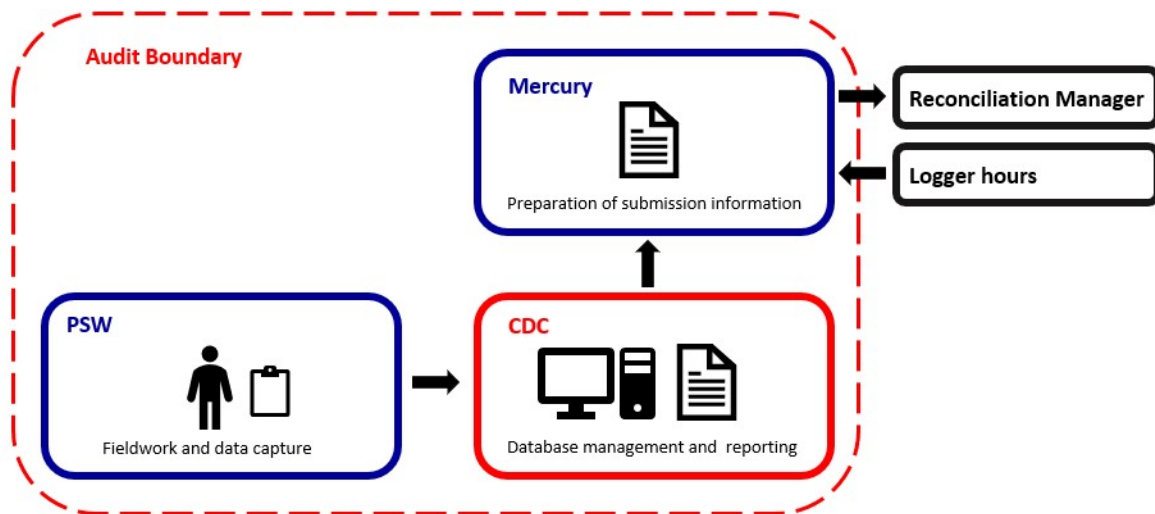 Audit Boundary
Mercury
Preparation of submission information
Reconciliation Manager
Logger hours
PSW
Fieldwork and data capture
CDC
Database management and reporting